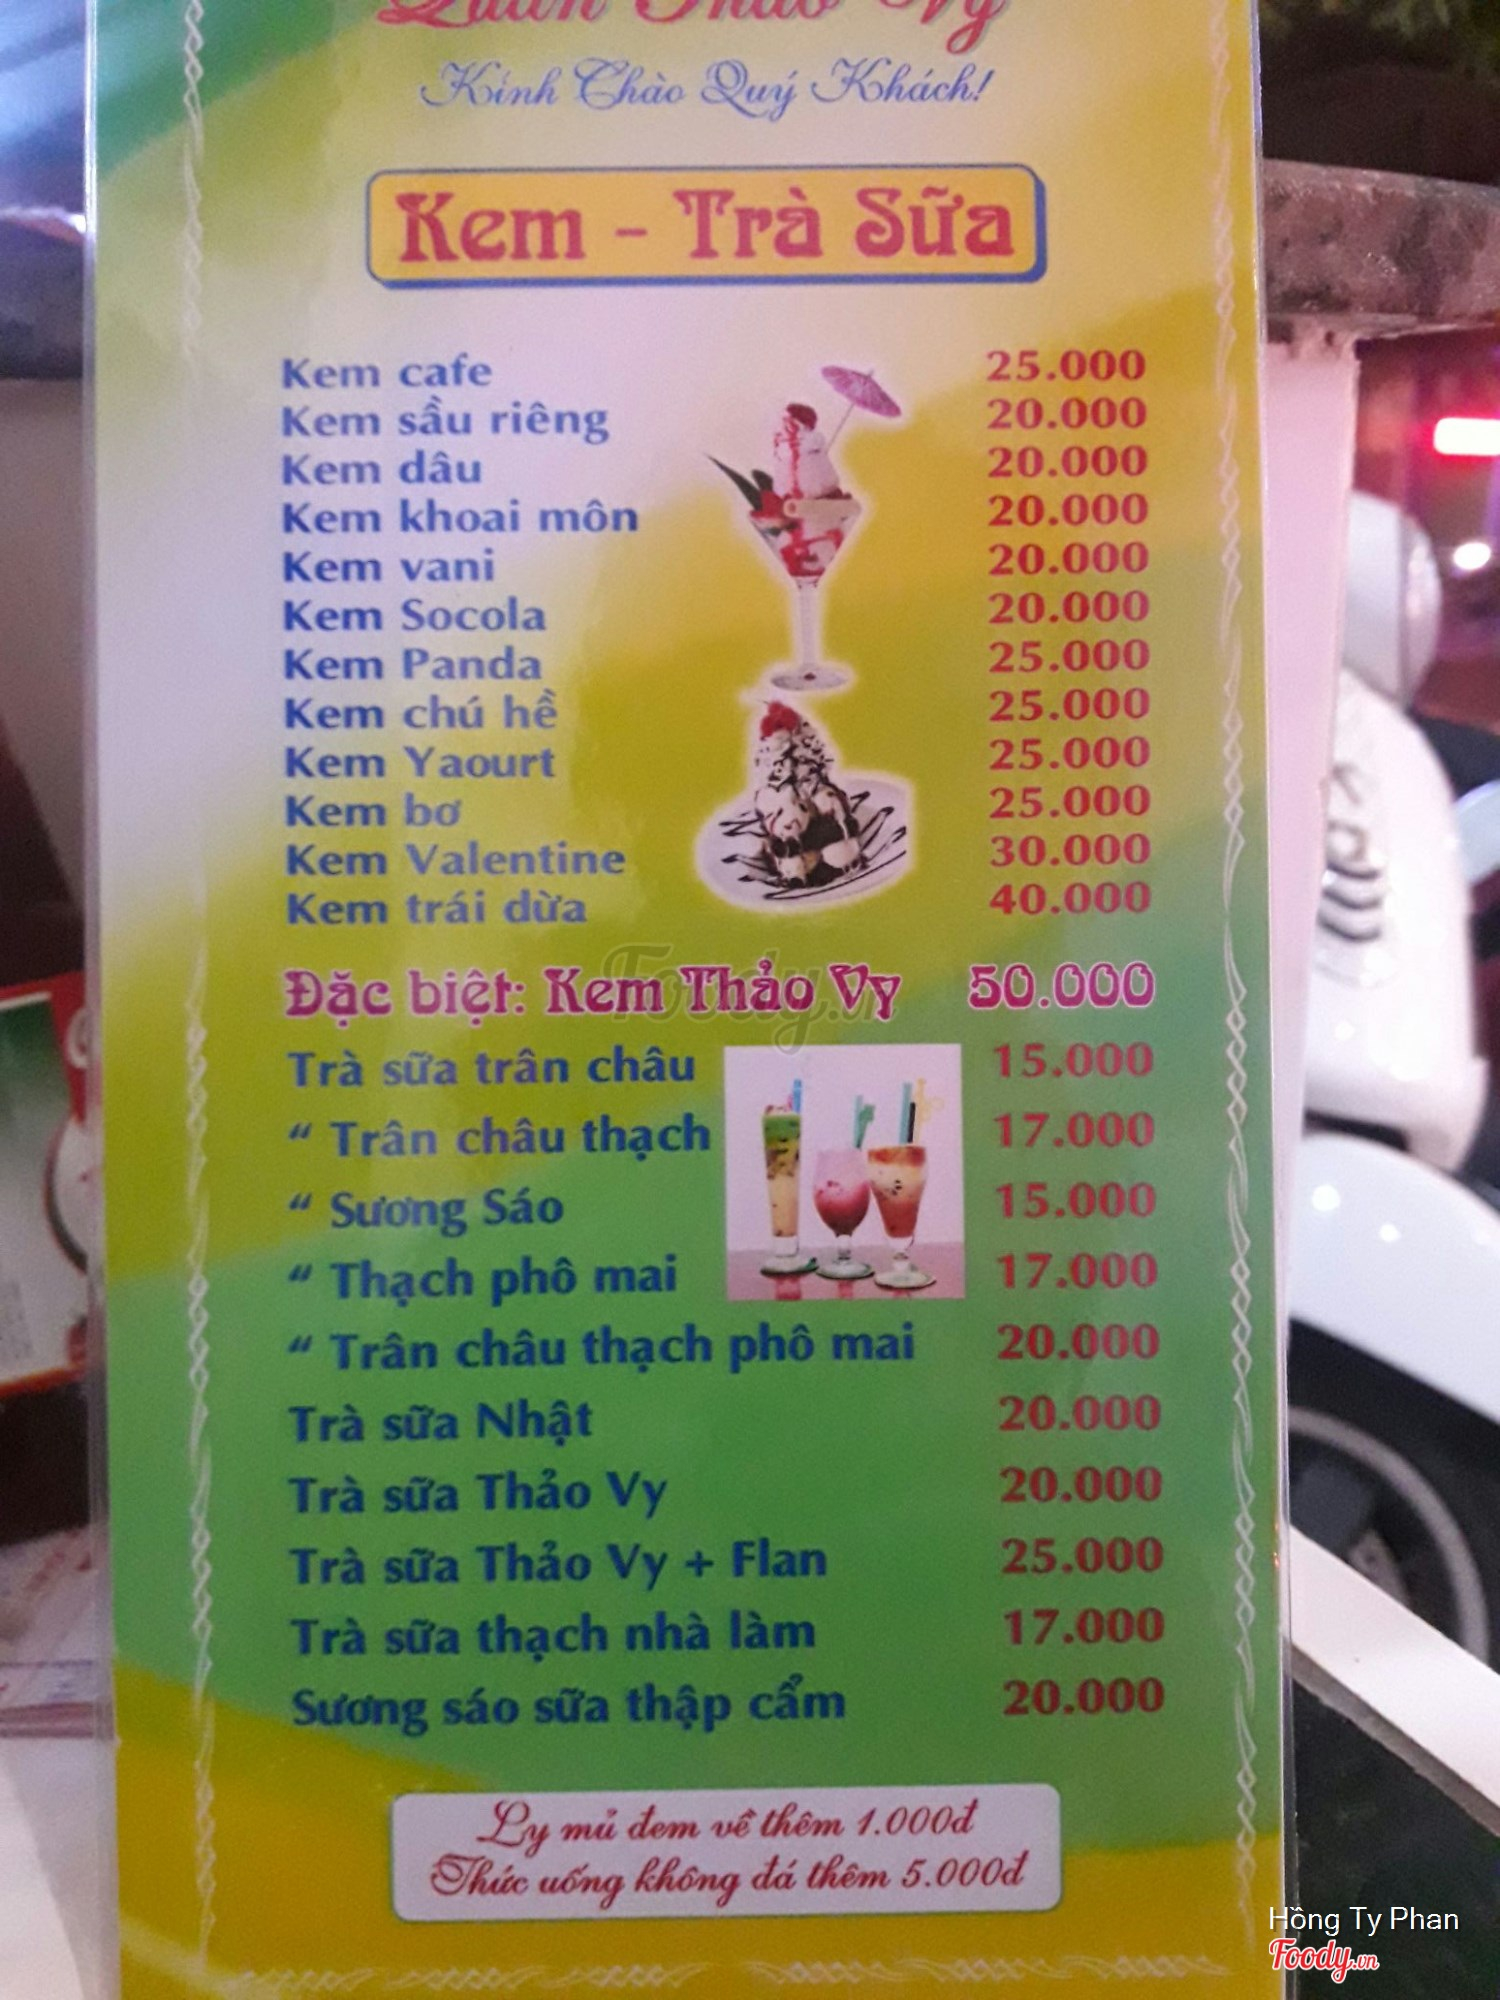 Quán Thảo Vy
Kính Chào Quý Khách!
Kem - Trà Sữa
Kem cafe 25.000
Kem sầu riêng 20.000
Kem dâu 20.000
Kem khoai môn 20.000
Kem vani 20.000
Kem Socola 20.000
Kem Panda 25.000
Kem chú hề 25.000
Kem Yaourt 25.000
Kem bơ 25.000
Kem Valentine 30.000
Kem trái dừa 40.000
Đặc biệt: Kem Thảo Vy 50.000
Trà sữa trân châu 15.000
“ Trân châu thạch 17.000
“ Sương Sáo 15.000
“ Thạch phô mai 17.000
“ Trân châu thạch phô mai 20.000
Trà sữa Nhật 20.000
Trà sữa Thảo Vy 20.000
Trà sữa Thảo Vy + Flan 25.000
Trà sữa thạch nhà làm 17.000
Sương sáo sữa thập cẩm 20.000
Ly mủ đem về thêm 1.000đ
Thức uống không đá thêm 5.000đ
Foody.vn
Hồng Ty Phan
Foody.vn